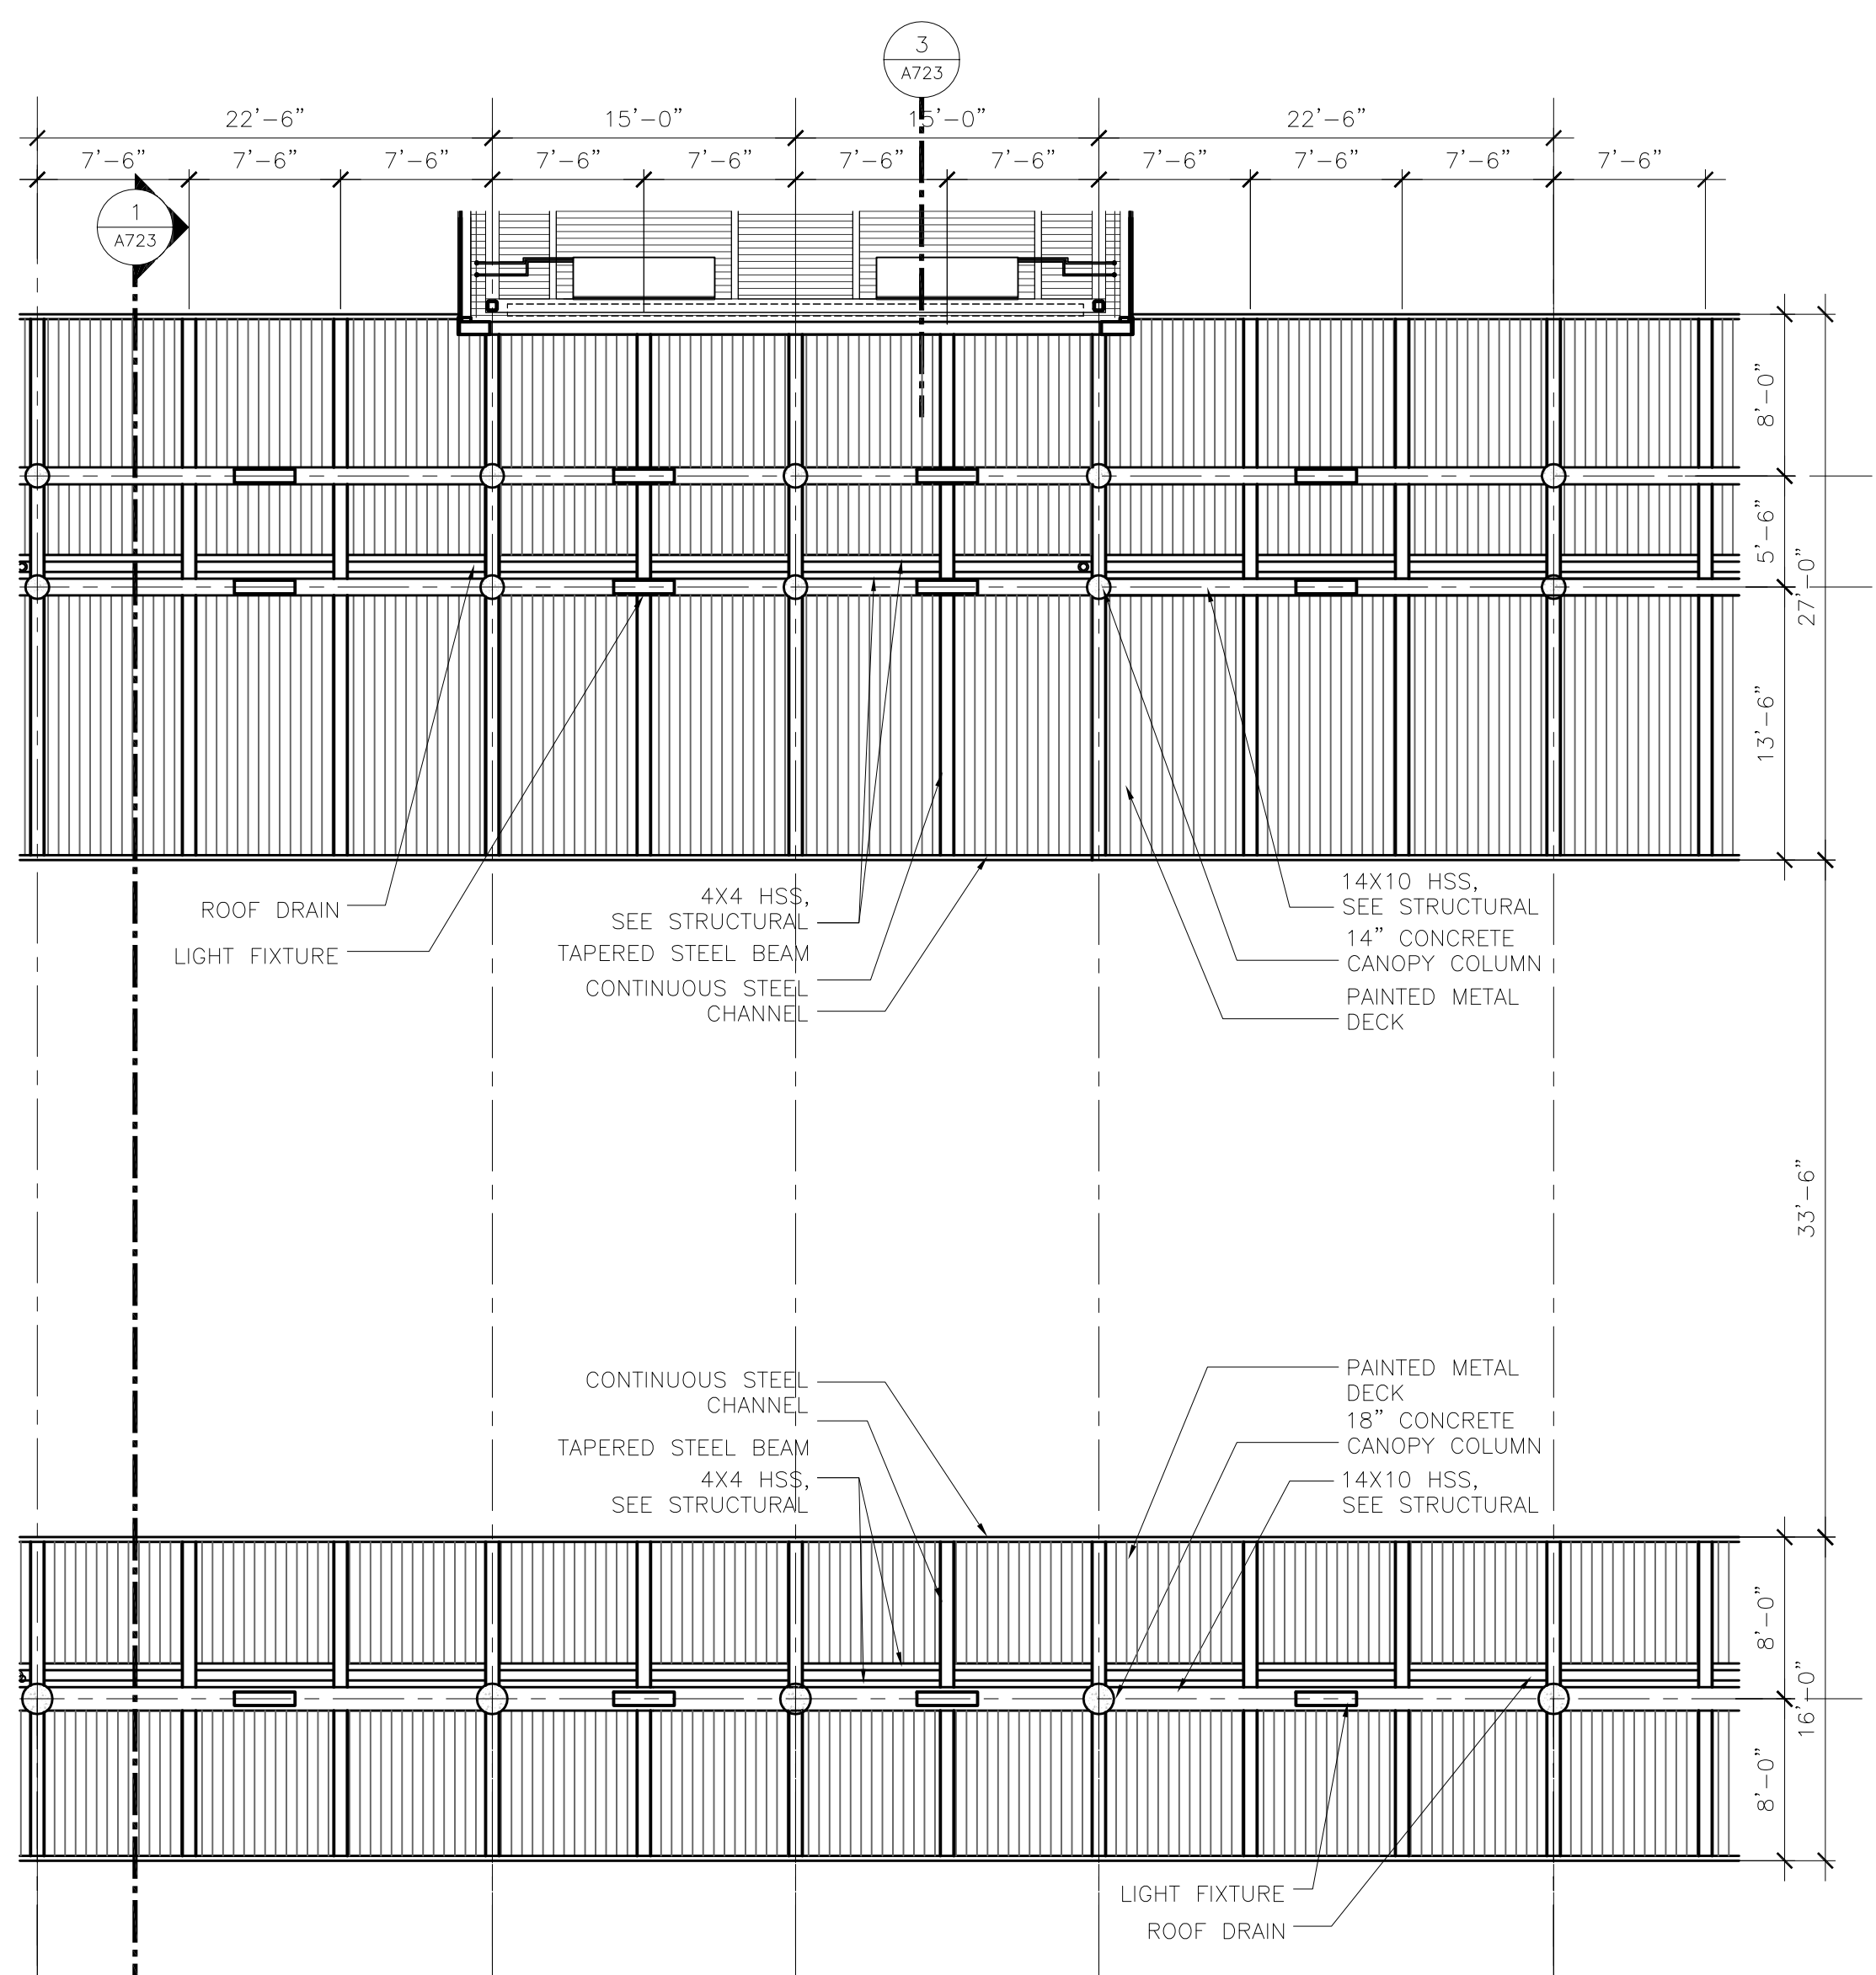 3
A723
22'-6"
15'-0"
15'-0"
22'-6"
7'-6"
7'-6"
7'-6"
7'-6"
7'-6"
7'-6"
7'-6"
7'-6"
7'-6"
7'-6"
7'-6"
1
A723
8'-0"
5'-6"
27'-0"
13'-6"
ROOF DRAIN
LIGHT FIXTURE
4X4 HSS,
SEE STRUCTURAL
TAPERED STEEL BEAM
CONTINUOUS STEEL
CHANNEL
14X10 HSS,
SEE STRUCTURAL
14" CONCRETE
CANOPY COLUMN
PAINTED METAL
DECK
33'-6"
CONTINUOUS STEEL
CHANNEL
TAPERED STEEL BEAM
4X4 HSS,
SEE STRUCTURAL
PAINTED METAL
DECK
18" CONCRETE
CANOPY COLUMN
14X10 HSS,
SEE STRUCTURAL
8'-0"
16'-0"
8'-0"
LIGHT FIXTURE
ROOF DRAIN